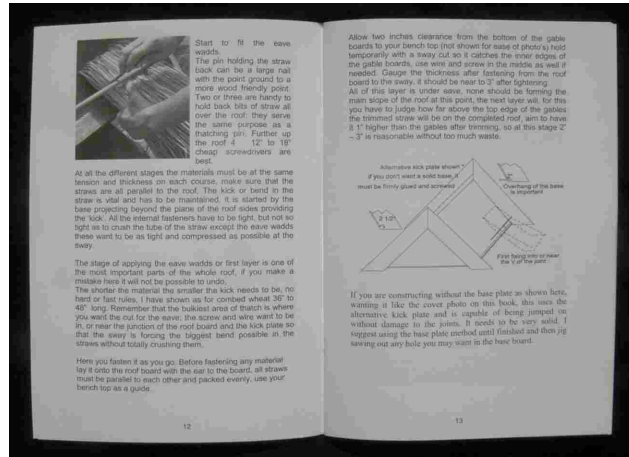 Start to fit the eave
wadds.
The pin holding the straw
back can be a large nail
with the point ground to a
more wood friendly point.
Two or three are handy to
hold back bits of straw all
over the roof; they serve
the same purpose as a
thatching pin. Further up
the roof 4 12" to 18"
cheap screwdrivers are
best.
At all the different stages the materials must be at the same
tension and thickness on each course, make sure that the
straws are all parallel to the roof. The kick or bend in the
straw is vital and has to be maintained, it is started by the
base projecting beyond the plane of the roof sides providing
the 'kick'. All the internal fasteners have to be tight, but not so
tight as to crush the tube of the straw except the eave wadds
these want to be as tight and compressed as possible at the
sway.
The stage of applying the eave wadds or first layer is one of
the most important parts of the whole roof, if you make a
mistake here it will not be possible to undo.
The shorter the material the smaller the kick needs to be, no
hard or fast rules, I have shown as for combed wheat 36" to
48" long. Remember that the bulkiest area of thatch is where
you want the cut for the eave; the screw and wire want to be
in, or near the junction of the roof board and the kick plate so
that the sway is forcing the biggest bend possible in the
straws without totally crushing them.
Here you fasten it as you go. Before fastening any material
lay it onto the roof board with the ear to the board, all straws
must be parallel to each other and packed evenly, use your
bench top as a guide.
12
Allow two inches clearance from the bottom of the gable
boards to your bench top (not shown for ease of photo's) hold
temporarily with a sway cut so it catches the inner edges of
the gable boards, use wire and screw in the middle as well if
needed. Gauge the thickness after fastening from the roof
board to the sway, it should be near to 3" after tightening.
All of this layer is under eave, none should be forming the
main slope of the roof at this point, the next layer will, for this
you have to judge how far above the top edge of the gables
the trimmed straw will be on the completed roof, aim to have
it 1" higher than the gables after trimming, so at this stage 2"
– 3" is reasonable without too much waste.
Alternative kick plate shown
if you don't want a solid base, it
must be firmly glued and screwed
2"
Overhang of the base
is important
2 1/2"
First fixing into or near
the 'V' of the joint
If you are constructing without the base plate as shown here,
wanting it like the cover photo on this book, this uses the
alternative kick plate and is capable of being jumped on
without damage to the joints. It needs to be very solid. I
suggest using the base plate method until finished and then jig
sawing out any hole you may want in the base board.
13